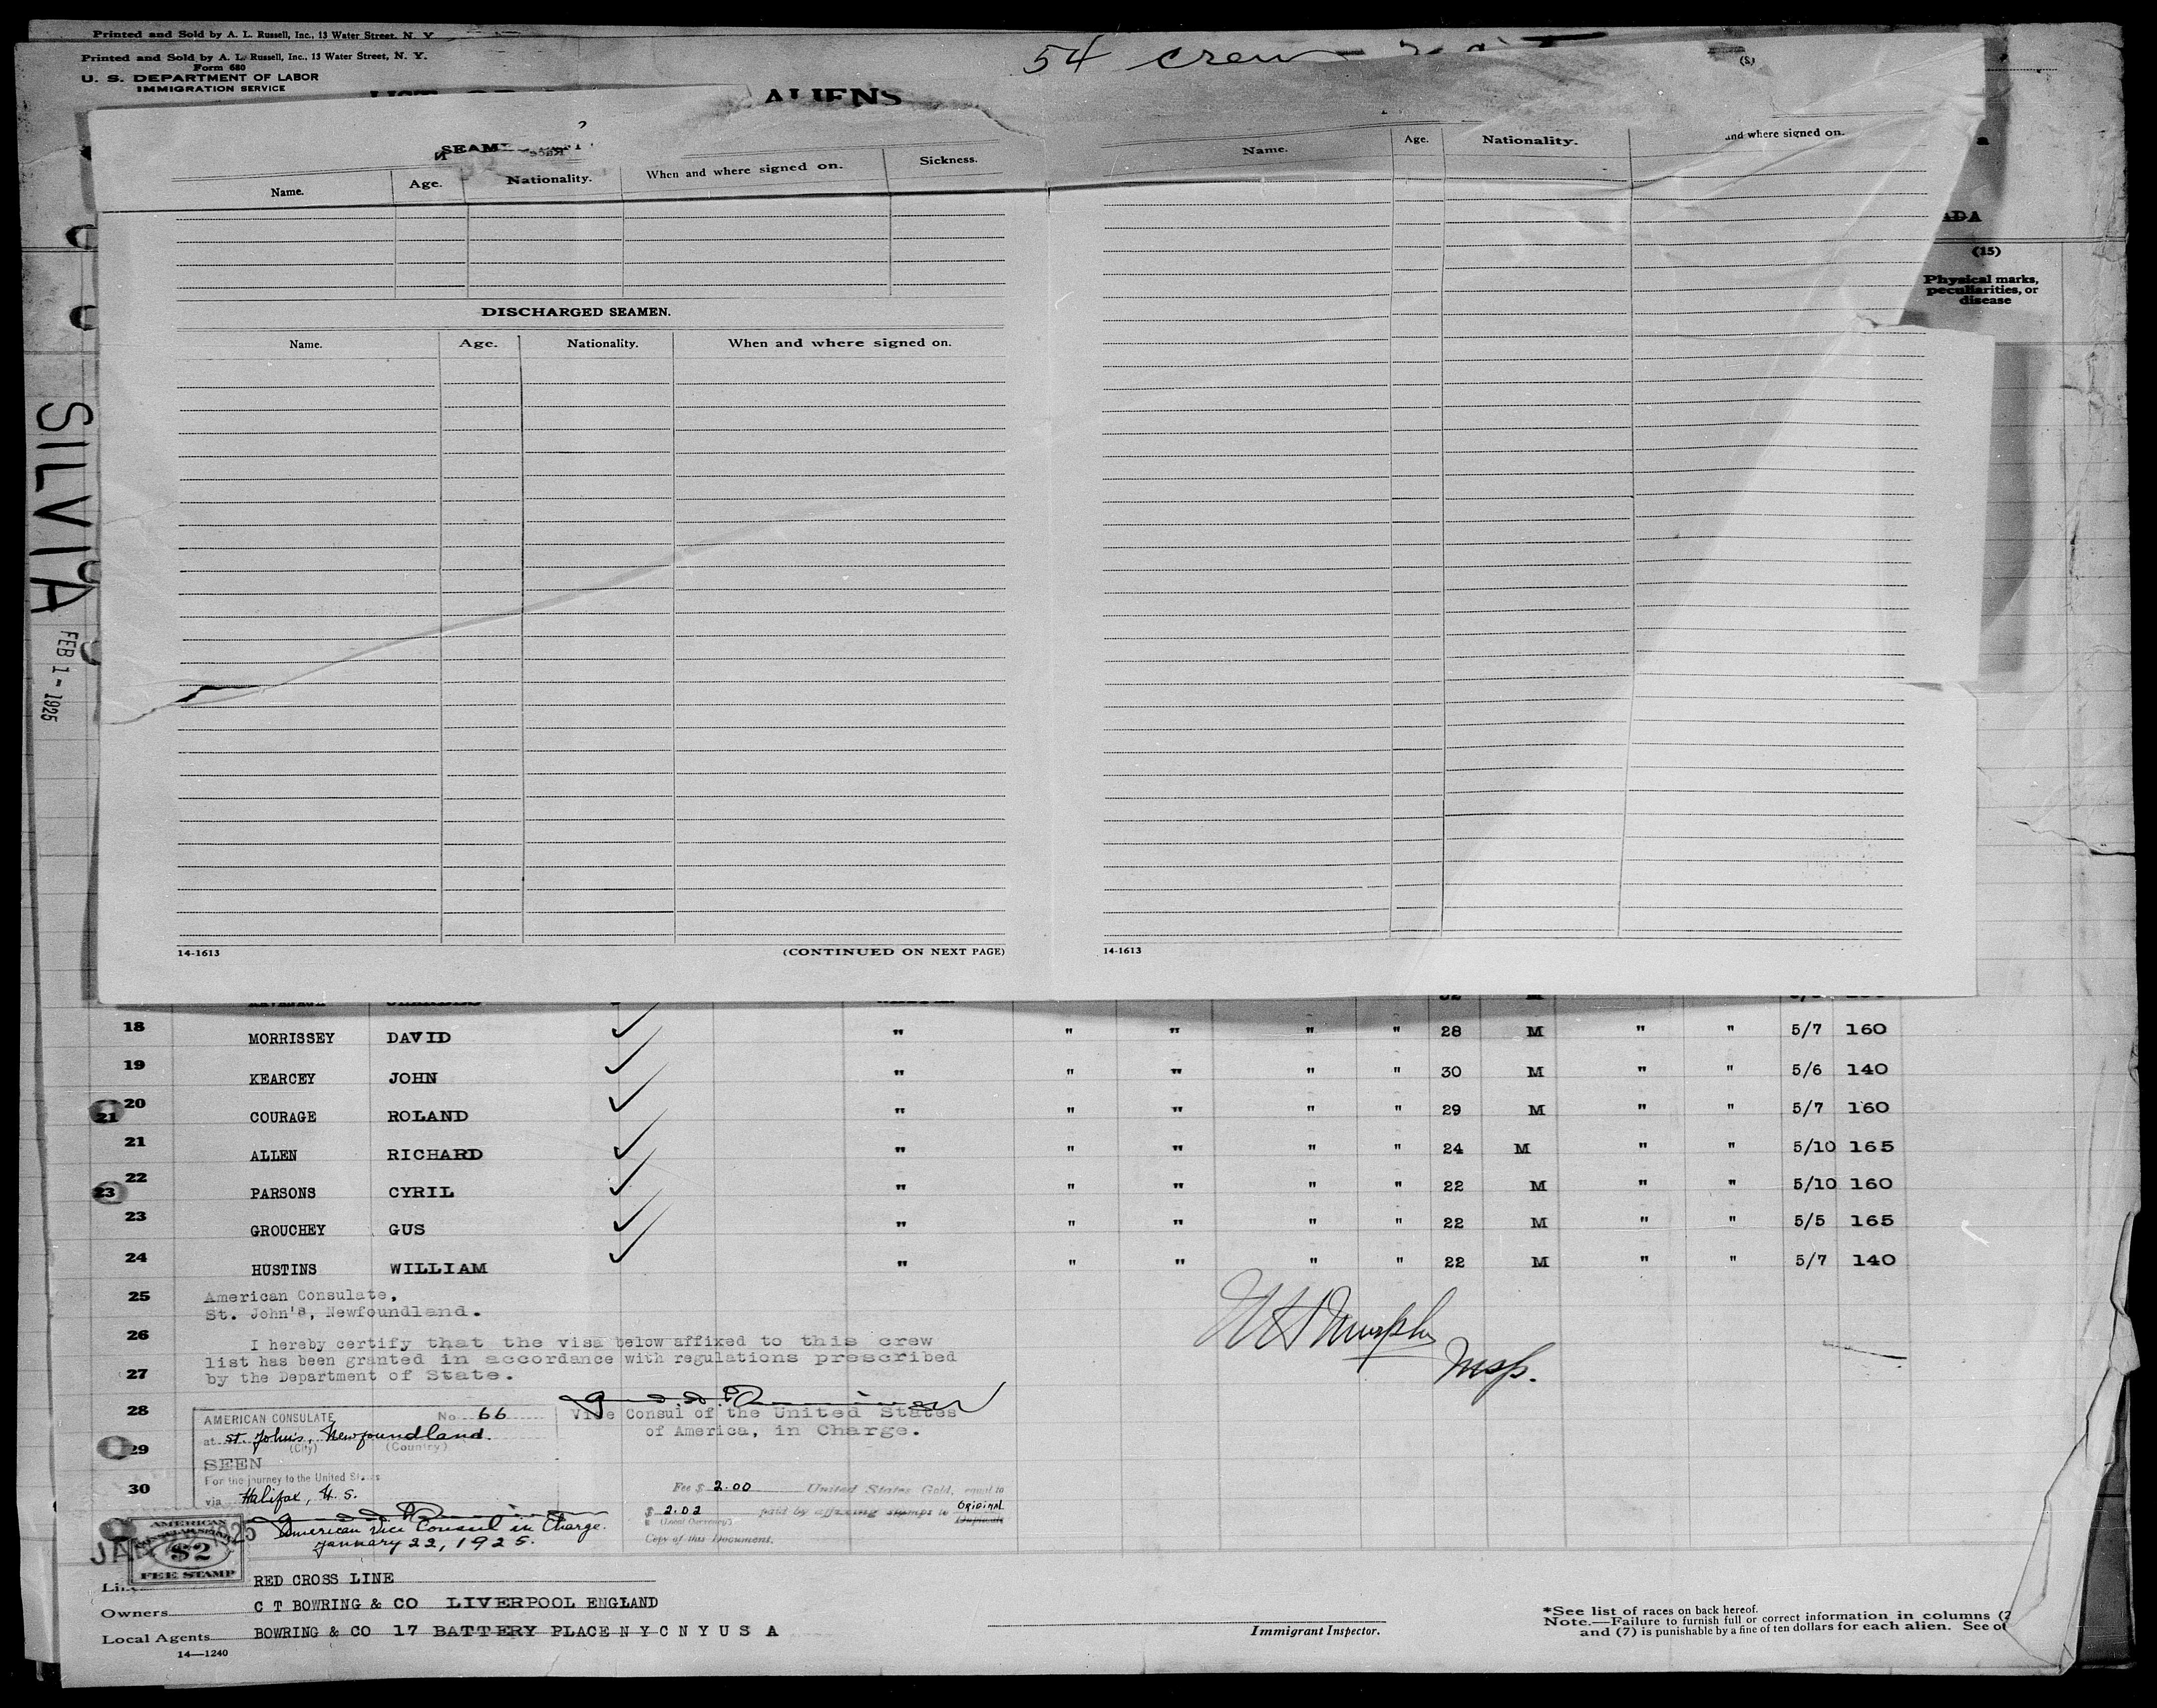 Printed and Sold by A. L. Russell, Inc., 13 Water Street, N. Y.
Printed and Sold by A. L. Russell, Inc., 13 Water Street, N. Y.
Form 680
U. S. DEPARTMENT OF LABOR
IMMIGRATION SERVICE
ALIENS
54 crew
Name. Age. Nationality. When and where signed on. Sickness.
Name. Age. Nationality. and where signed on.
(15)
Physical marks, peculiarities, or disease
DISCHARGED SEAMEN.
Name. Age. Nationality. When and where signed on.
SILVIA
FEB 1 - 1925
14-1613 (CONTINUED ON NEXT PAGE)
14-1613
18 MORRISSEY DAVID ✓ " " " " " 28 M " " 5/7 160
19 KEARCEY JOHN ✓ " " " " " 30 M " " 5/6 140
20 COURAGE ROLAND ✓ " " " " " 29 M " " 5/7 160
21
21 ALLEN RICHARD ✓ " " " " " 24 M " " 5/10 165
22 PARSONS CYRIL ✓ " " " " " 22 M " " 5/10 160
23
23 GROUCHEY GUS ✓ " " " " " 22 M " " 5/5 165
24 HUSTINS WILLIAM ✓ " " " " " 22 M " " 5/7 140
25 American Consulate,
St. John's, Newfoundland.
26 I hereby certify that the visa below affixed to this crew
list has been granted in accordance with regulations prescribed
27 by the Department of State.
Murphy
Insp.
28 Vice Consul of the United States
of America, in Charge.
AMERICAN CONSULATE No. 66
at St. John's, Newfoundland.
(City) (Country)
29
SEEN
For the journey to the United States
30 via Halifax, N. S.
American Vice Consul in Charge.
January 22, 1925.
Fee $ 2.00 United States Gold, equal to
$ 2.02 paid by affixing stamps to Original Duplicate
(Local Currency)
Copy of this Document.
AMERICAN
CONSULAR SERVICE
$2
FEE STAMP
RED CROSS LINE
Owners C T BOWRING & CO LIVERPOOL ENGLAND
Local Agents BOWRING & CO 17 BATTERY PLACE N Y C N Y U S A
14—1240
Immigrant Inspector.
*See list of races on back hereof.
Note.—Failure to furnish full or correct information in columns
and (7) is punishable by a fine of ten dollars for each alien. See